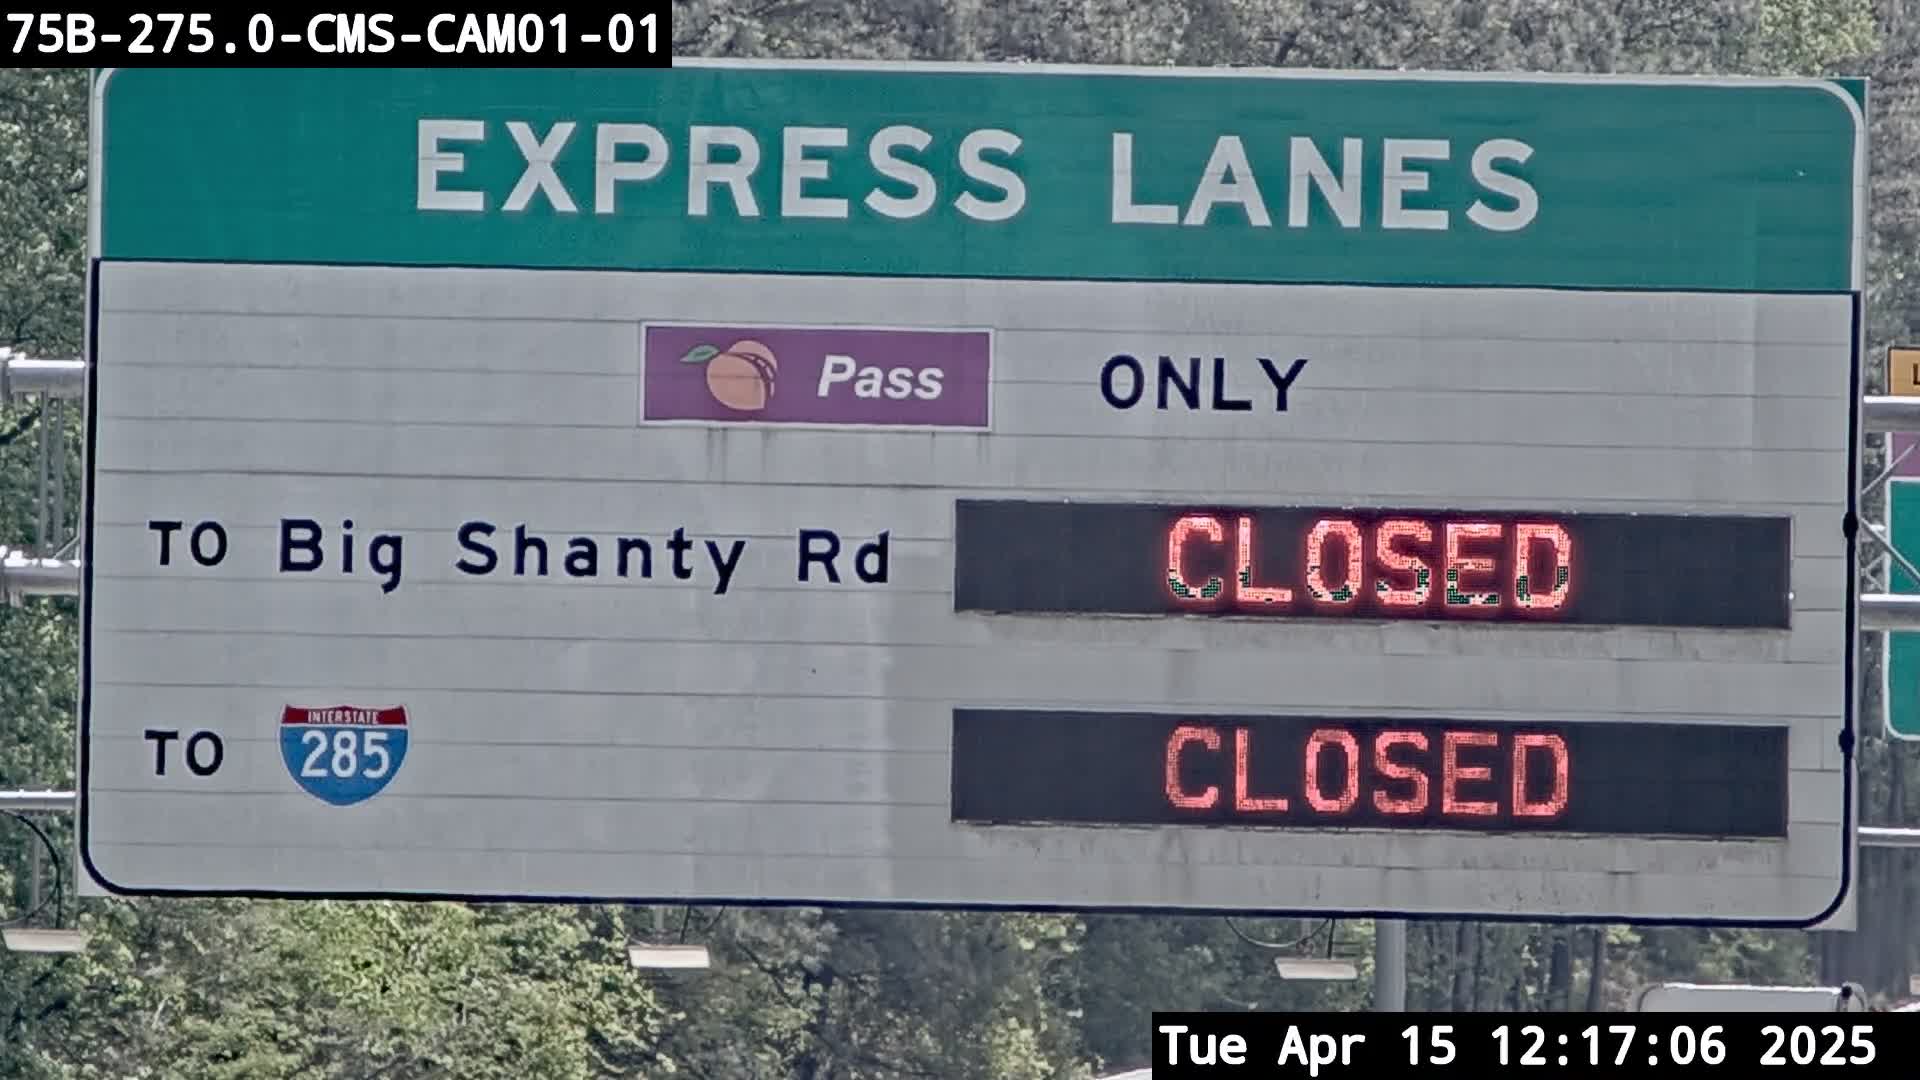 75B-275.0-CMS-CAM01-01
EXPRESS LANES
Pass ONLY
TO Big Shanty Rd CLOSED
TO INTERSTATE 285 CLOSED
Tue Apr 15 12:17:06 2025